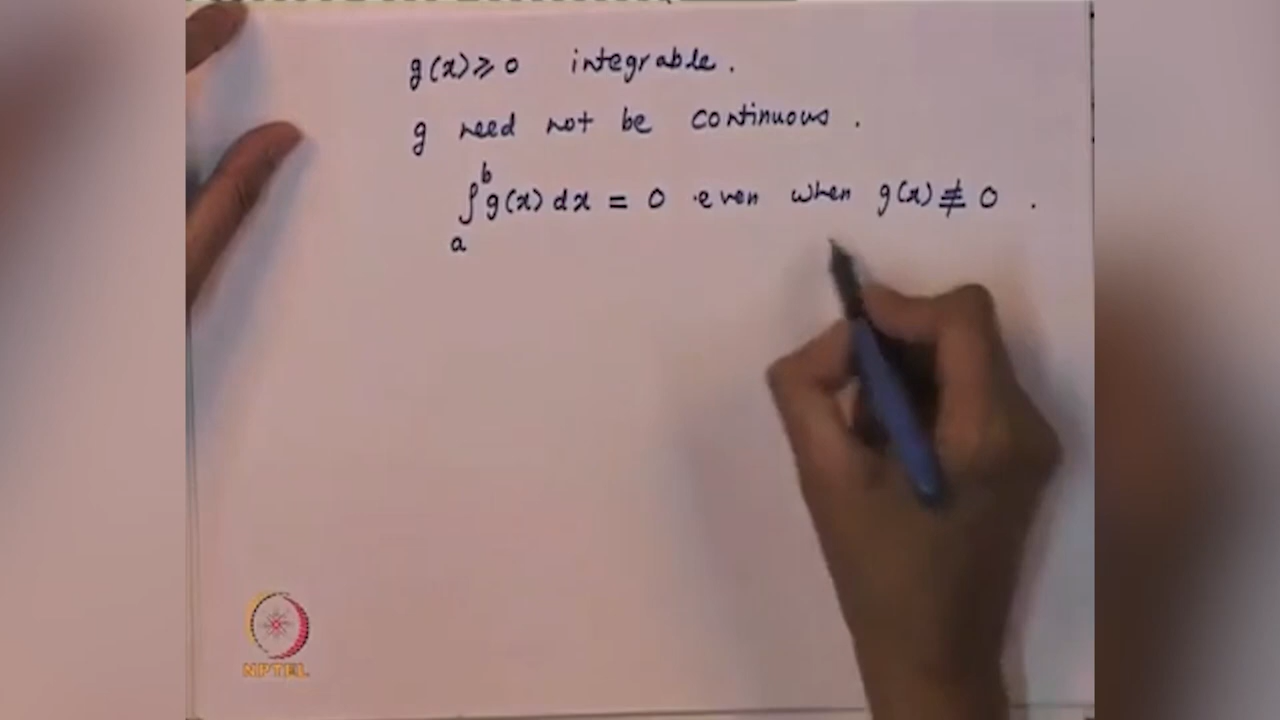 g(x) ⩾ 0 integrable.
g need not be continuous.
∫_a^b g(x) dx = 0 even when g(x) ≢ 0.
NPTEL